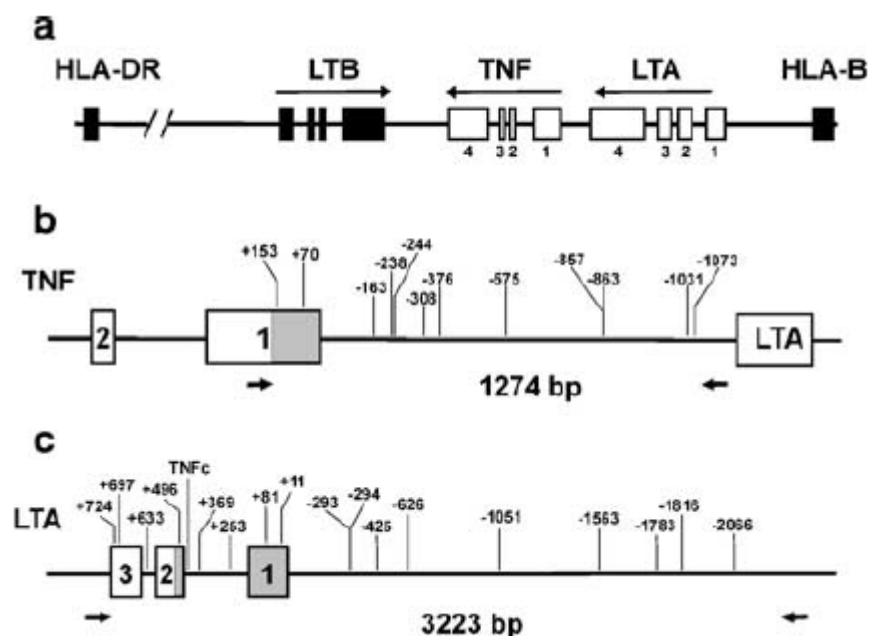 a
HLA-DR LTB TNF LTA HLA-B
4 3 2 1 4 3 2 1
b
TNF
+153 +70 -163 -238 -244 -308 -376 -575 -857 -863 -1031 -1073
2 1 LTA
1274 bp
c
LTA
+724 +697 +633 +496 TNFc +369 +253 +81 +11 -293 -294 -425 -626 -1051 -1563 -1783 -1816 -2066
3 2 1
3223 bp